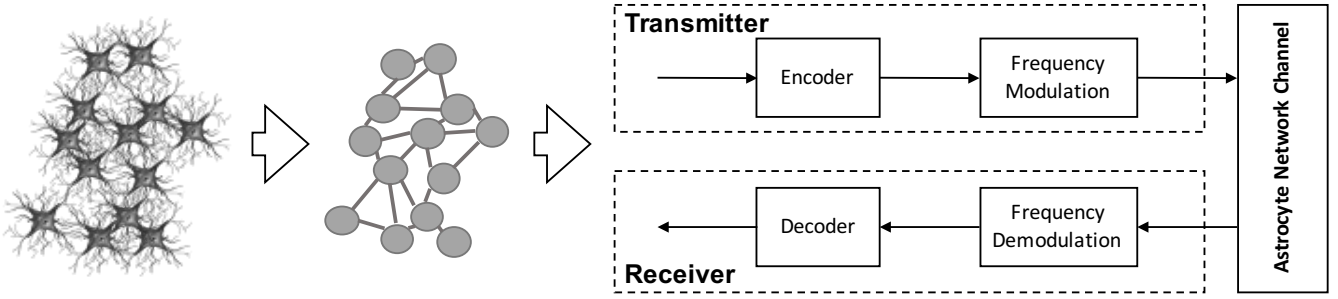 Transmitter
Encoder
Frequency
Modulation
Astrocyte Network Channel
Decoder
Frequency
Demodulation
Receiver